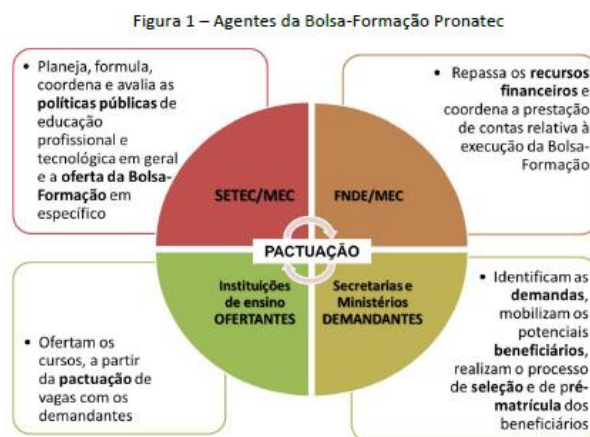 Figura 1 – Agentes da Bolsa-Formação Pronatec
• Planeja, formula,
coordena e avalia as
políticas públicas de
educação
profissional e
tecnológica em geral
e a oferta da Bolsa-
Formação em
específico
• Repassa os recursos
financeiros e
coordena a prestação
de contas relativa à
execução da Bolsa-
Formação
SETEC/MEC
FNDE/MEC
PACTUAÇÃO
Instituições
de ensino
OFERTANTES
Secretarias e
Ministérios
DEMANDANTES
• Ofertam os
cursos, a partir
da pactuação de
vagas com os
demandantes
• Identificam as
demandas,
mobilizam os
potenciais
beneficiários,
realizam o processo
de seleção e de pré-
matrícula dos
beneficiários